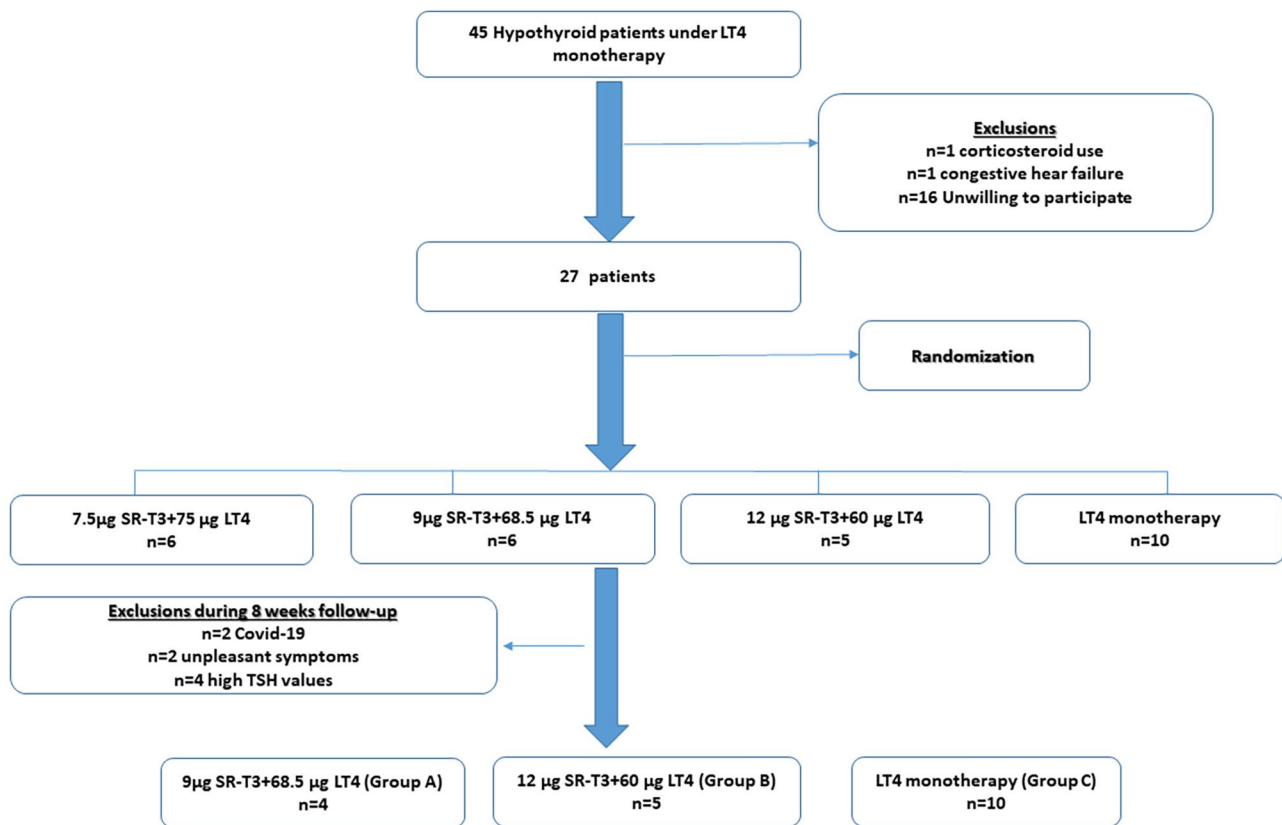 45 Hypothyroid patients under LT4
monotherapy
Exclusions
n=1 corticosteroid use
n=1 congestive hear failure
n=16 Unwilling to participate
27 patients
Randomization
7.5µg SR-T3+75 µg LT4
n=6
9µg SR-T3+68.5 µg LT4
n=6
12 µg SR-T3+60 µg LT4
n=5
LT4 monotherapy
n=10
Exclusions during 8 weeks follow-up
n=2 Covid-19
n=2 unpleasant symptoms
n=4 high TSH values
9µg SR-T3+68.5 µg LT4 (Group A)
n=4
12 µg SR-T3+60 µg LT4 (Group B)
n=5
LT4 monotherapy (Group C)
n=10